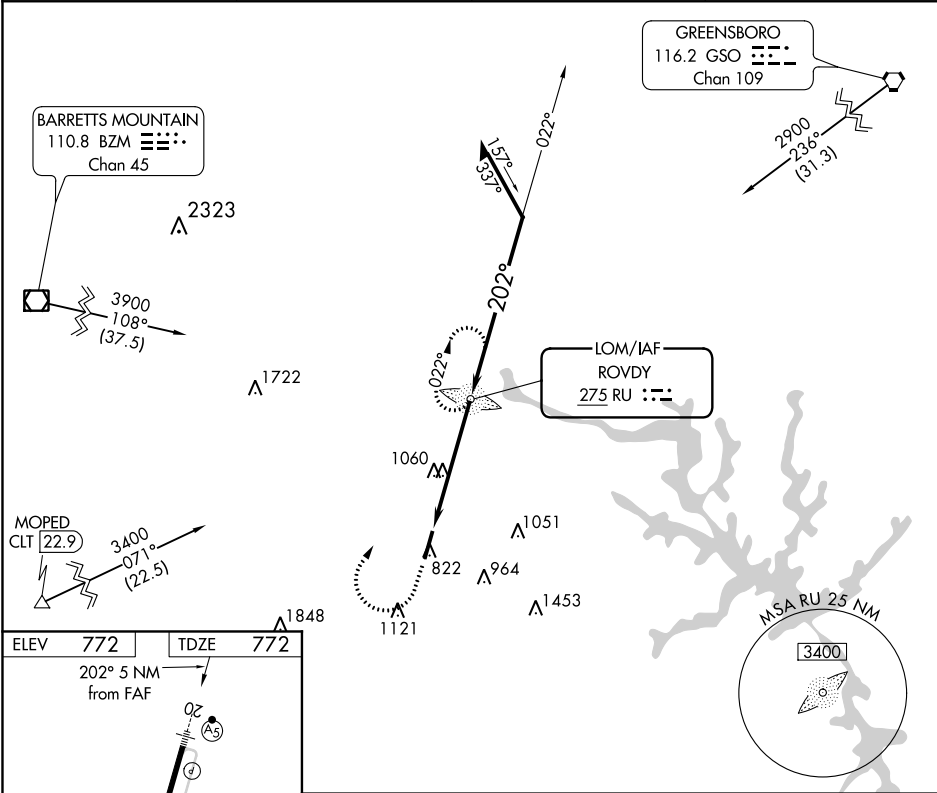 GREENSBORO
116.2 GSO
Chan 109
2900
236°
(31.3)
022°
157°
337°
BARRETTS MOUNTAIN
110.8 BZM
Chan 45
2323
202°
3900
108°
(37.5)
022°
LOM/IAF
ROVDY
275 RU
1722
1060
MOPED
CLT 22.9
3400
071°
(22.5)
1051
822
964
1453
1121
1848
MSA RU 25 NM
3400
ELEV 772
TDZE 772
202° 5 NM
from FAF
20
A5
P